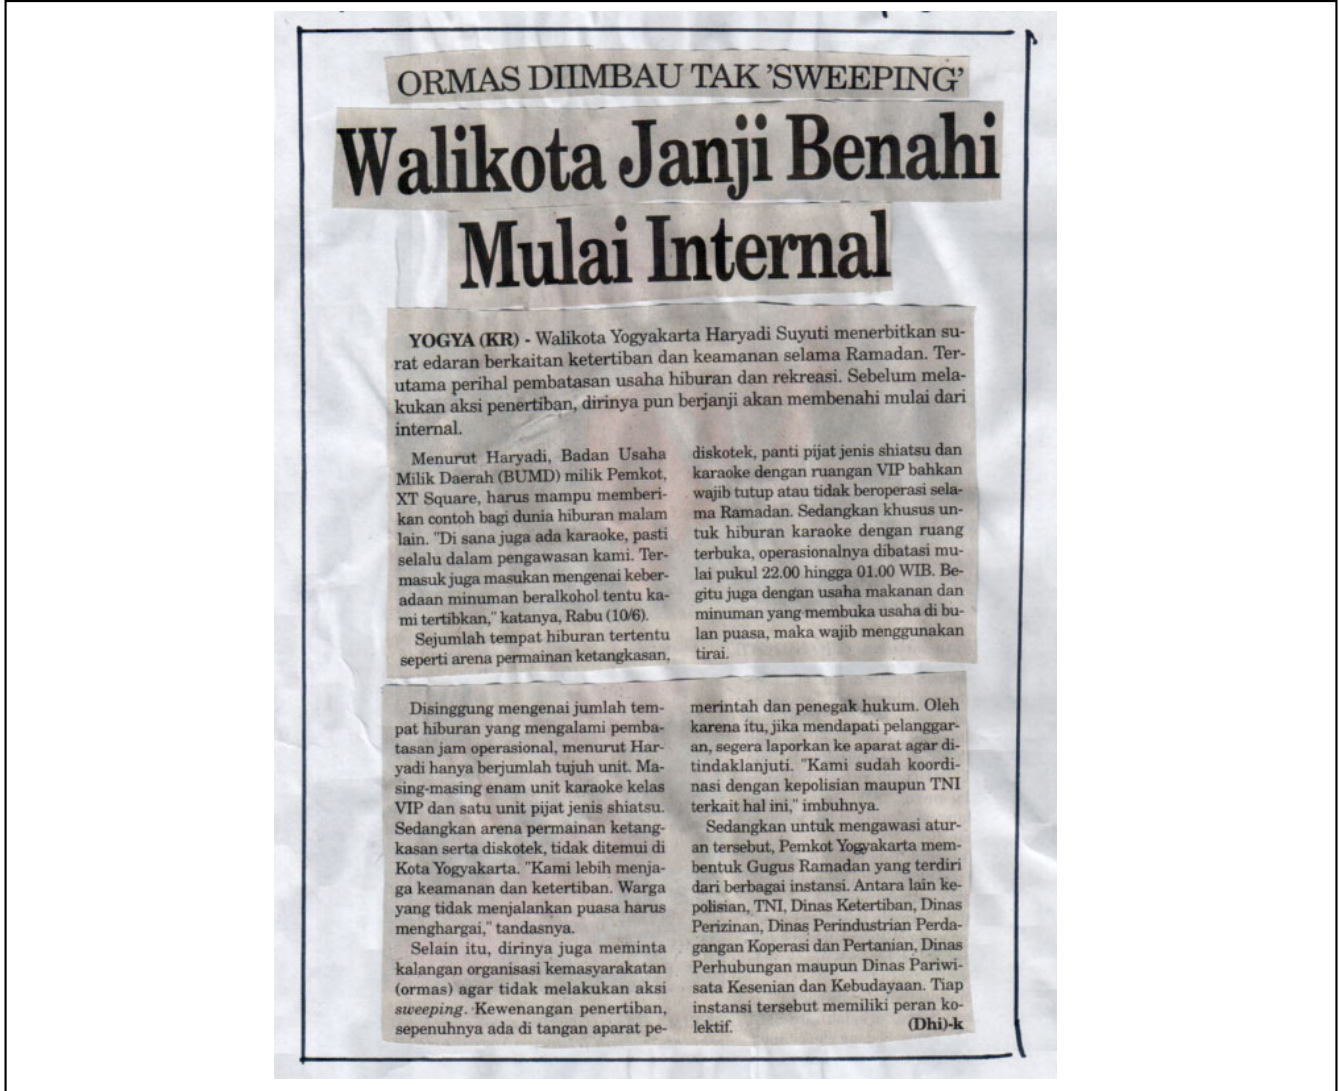 ORMAS DIIMBAU TAK 'SWEEPING'
Walikota Janji Benahi
Mulai Internal
YOGYA (KR) - Walikota Yogyakarta Haryadi Suyuti menerbitkan su-
rat edaran berkaitan ketertiban dan keamanan selama Ramadan. Ter-
utama perihal pembatasan usaha hiburan dan rekreasi. Sebelum mela-
kukan aksi penertiban, dirinya pun berjanji akan membenahi mulai dari
internal.
Menurut Haryadi, Badan Usaha
Milik Daerah (BUMD) milik Pemkot,
XT Square, harus mampu memberi-
kan contoh bagi dunia hiburan malam
lain. "Di sana juga ada karaoke, pasti
selalu dalam pengawasan kami. Ter-
masuk juga masukan mengenai keber-
adaan minuman beralkohol tentu ka-
mi tertibkan," katanya, Rabu (10/6).
Sejumlah tempat hiburan tertentu
seperti arena permainan ketangkasan,
diskotek, panti pijat jenis shiatsu dan
karaoke dengan ruangan VIP bahkan
wajib tutup atau tidak beroperasi sela-
ma Ramadan. Sedangkan khusus un-
tuk hiburan karaoke dengan ruang
terbuka, operasionalnya dibatasi mu-
lai pukul 22.00 hingga 01.00 WIB. Be-
gitu juga dengan usaha makanan dan
minuman yang membuka usaha di bu-
lan puasa, maka wajib menggunakan
tirai.
Disinggung mengenai jumlah tem-
pat hiburan yang mengalami pemba-
tasan jam operasional, menurut Har-
yadi hanya berjumlah tujuh unit. Ma-
sing-masing enam unit karaoke kelas
VIP dan satu unit pijat jenis shiatsu.
Sedangkan arena permainan ketang-
kasan serta diskotek, tidak ditemui di
Kota Yogyakarta. "Kami lebih menja-
ga keamanan dan ketertiban. Warga
yang tidak menjalankan puasa harus
menghargai," tandasnya.
Selain itu, dirinya juga meminta
kalangan organisasi kemasyarakatan
(ormas) agar tidak melakukan aksi
sweeping. Kewenangan penertiban,
sepenuhnya ada di tangan aparat pe-
merintah dan penegak hukum. Oleh
karena itu, jika mendapati pelanggar-
an, segera laporkan ke aparat agar di-
tindaklanjuti. "Kami sudah koordi-
nasi dengan kepolisian maupun TNI
terkait hal ini," imbuhnya.
Sedangkan untuk mengawasi atur-
an tersebut, Pemkot Yogyakarta mem-
bentuk Gugus Ramadan yang terdiri
dari berbagai instansi. Antara lain ke-
polisian, TNI, Dinas Ketertiban, Dinas
Perizinan, Dinas Perindustrian Perda-
gangan Koperasi dan Pertanian, Dinas
Perhubungan maupun Dinas Pariwi-
sata Kesenian dan Kebudayaan. Tiap
instansi tersebut memiliki peran ko-
lektif. (Dhi)-k